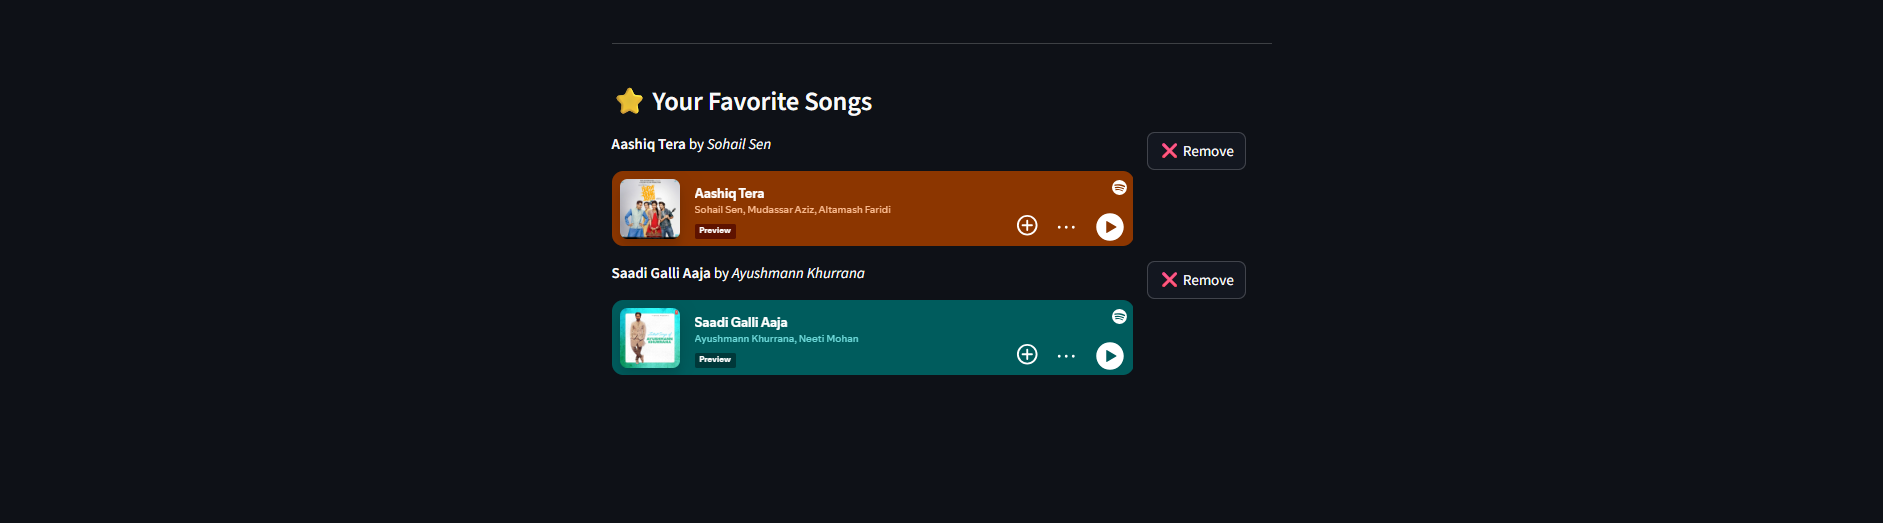 Your Favorite Songs
Aashiq Tera by Sohail Sen
Remove
Aashiq Tera
Sohail Sen, Mudassar Aziz, Altamash Faridi
Preview
Saadi Galli Aaja by Ayushmann Khurrana
Remove
Saadi Galli Aaja
Ayushmann Khurrana, Neeti Mohan
Preview